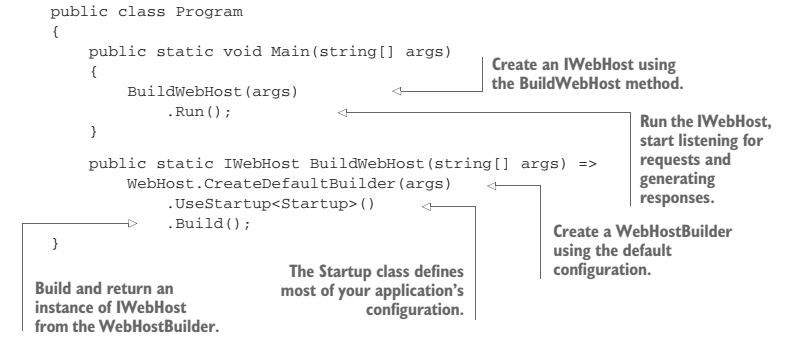 public class Program
{
public static void Main(string[] args)
{
BuildWebHost(args)
.Run();
}
public static IWebHost BuildWebHost(string[] args) =>
WebHost.CreateDefaultBuilder(args)
.UseStartup<Startup>()
.Build();
}
Create an IWebHost using
the BuildWebHost method.
Run the IWebHost,
start listening for
requests and
generating
responses.
Create a WebHostBuilder
using the default
configuration.
The Startup class defines
most of your application's
configuration.
Build and return an
instance of IWebHost
from the WebHostBuilder.